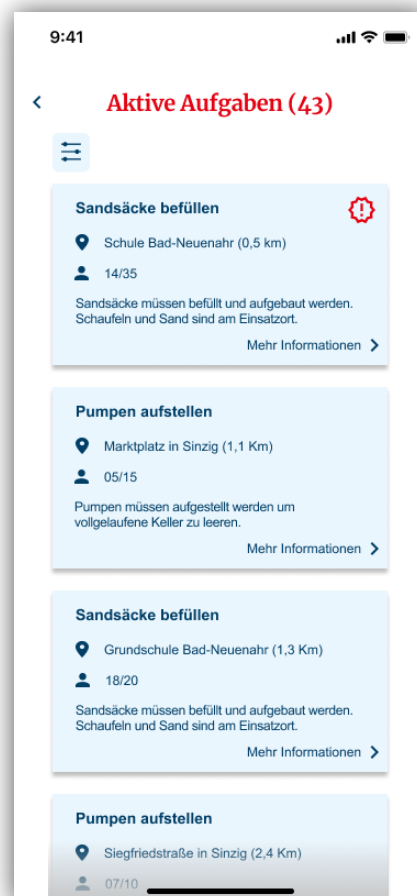 9:41
Aktive Aufgaben (43)
Sandsäcke befüllen
Schule Bad-Neuenahr (0,5 km)
14/35
Sandsäcke müssen befüllt und aufgebaut werden.
Schaufeln und Sand sind am Einsatzort.
Mehr Informationen
Pumpen aufstellen
Marktplatz in Sinzig (1,1 Km)
05/15
Pumpen müssen aufgestellt werden um
vollgelaufene Keller zu leeren.
Mehr Informationen
Sandsäcke befüllen
Grundschule Bad-Neuenahr (1,3 Km)
18/20
Sandsäcke müssen befüllt und aufgebaut werden.
Schaufeln und Sand sind am Einsatzort.
Mehr Informationen
Pumpen aufstellen
Siegfriedstraße in Sinzig (2,4 Km)
07/10